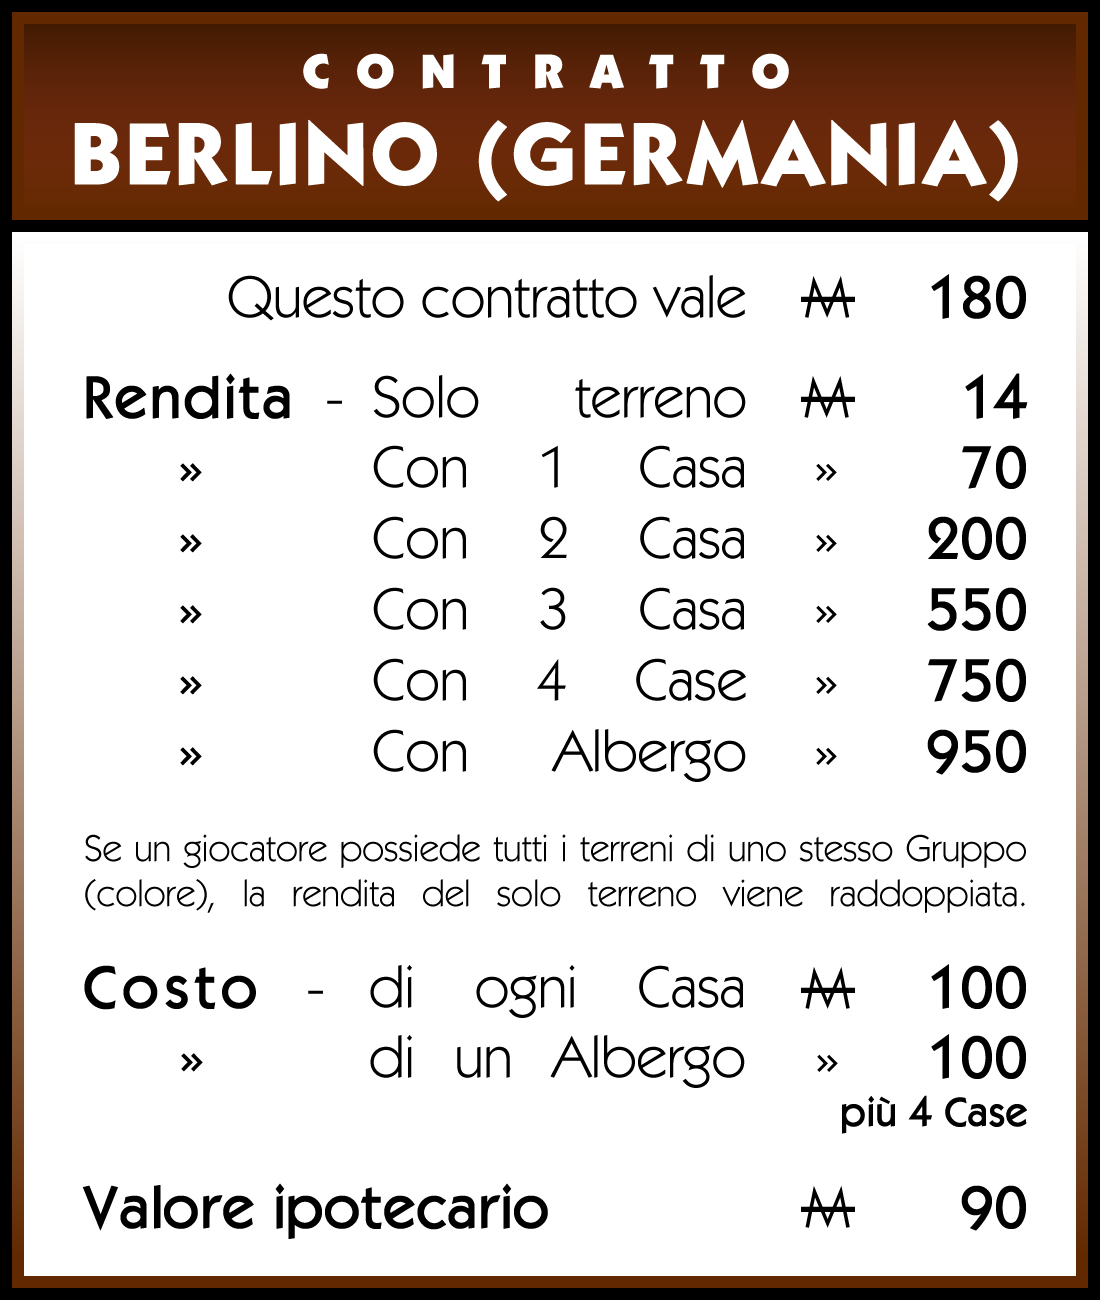 CONTRATTO
BERLINO (GERMANIA)
Questo contratto vale M 180
Rendita - Solo terreno M 14
» Con 1 Casa » 70
» Con 2 Casa » 200
» Con 3 Casa » 550
» Con 4 Case » 750
» Con Albergo » 950
Se un giocatore possiede tutti i terreni di uno stesso Gruppo
(colore), la rendita del solo terreno viene raddoppiata.
Costo - di ogni Casa M 100
» di un Albergo » 100
più 4 Case
Valore ipotecario M 90